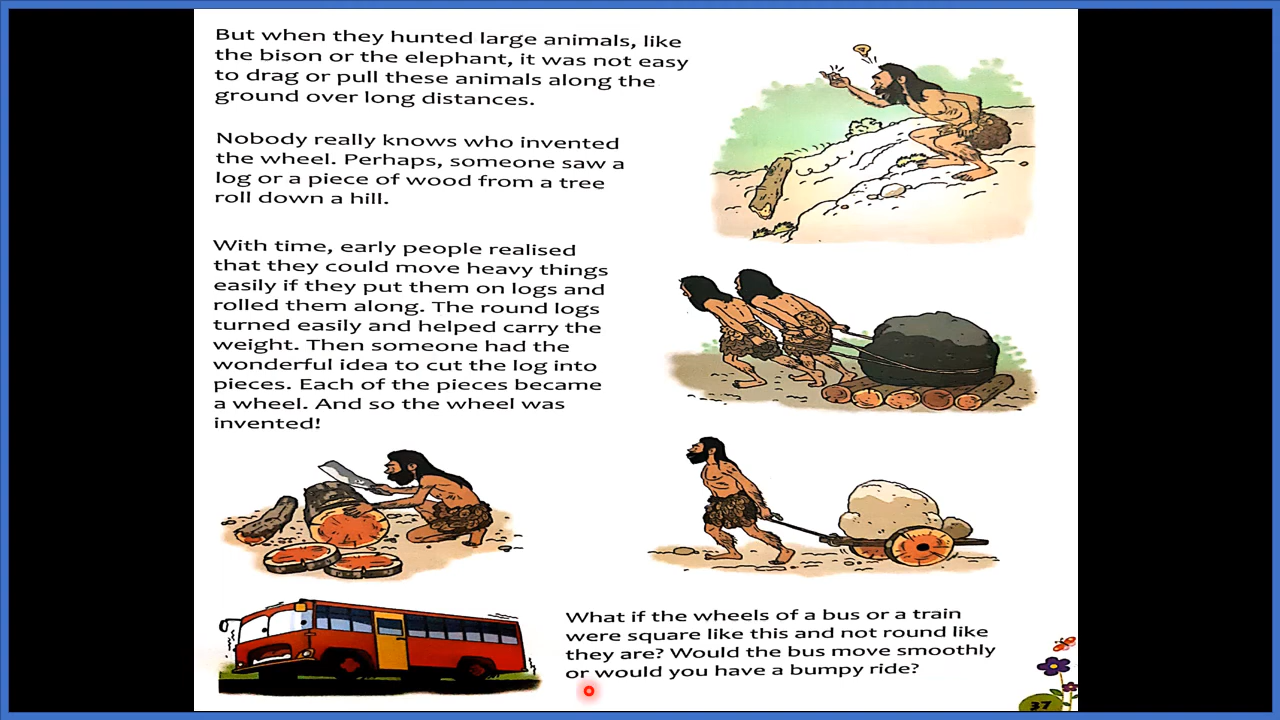 But when they hunted large animals, like
the bison or the elephant, it was not easy
to drag or pull these animals along the
ground over long distances.
Nobody really knows who invented
the wheel. Perhaps, someone saw a
log or a piece of wood from a tree
roll down a hill.
With time, early people realised
that they could move heavy things
easily if they put them on logs and
rolled them along. The round logs
turned easily and helped carry the
weight. Then someone had the
wonderful idea to cut the log into
pieces. Each of the pieces became
a wheel. And so the wheel was
invented!
What if the wheels of a bus or a train
were square like this and not round like
they are? Would the bus move smoothly
or would you have a bumpy ride?
37